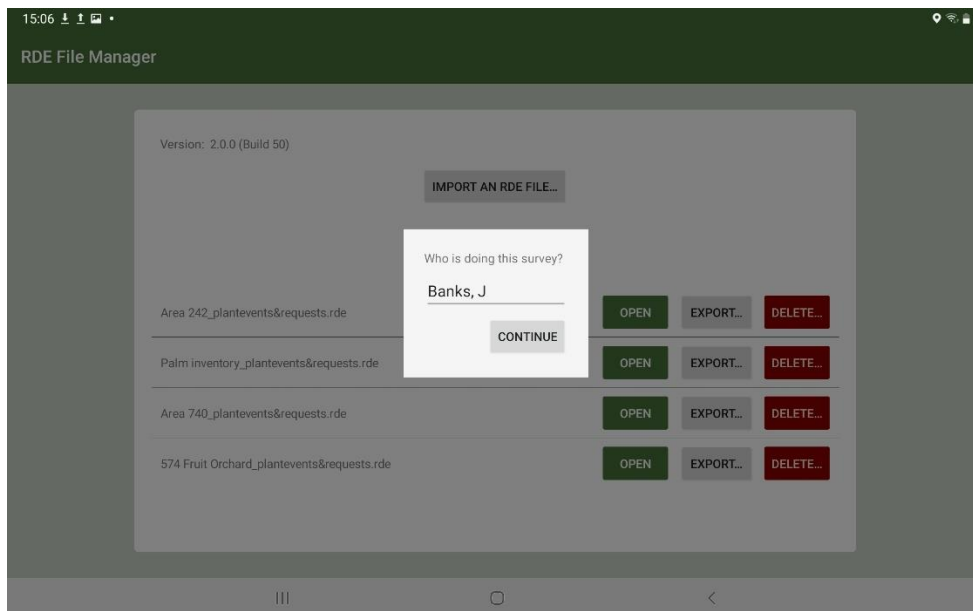 15:06
RDE File Manager
Version: 2.0.0 (Build 50)
IMPORT AN RDE FILE...
Who is doing this survey?
Banks, J
CONTINUE
Area 242_plantevents&requests.rde OPEN EXPORT... DELETE...
Palm inventory_plantevents&requests.rde OPEN EXPORT... DELETE...
Area 740_plantevents&requests.rde OPEN EXPORT... DELETE...
574 Fruit Orchard_plantevents&requests.rde OPEN EXPORT... DELETE...